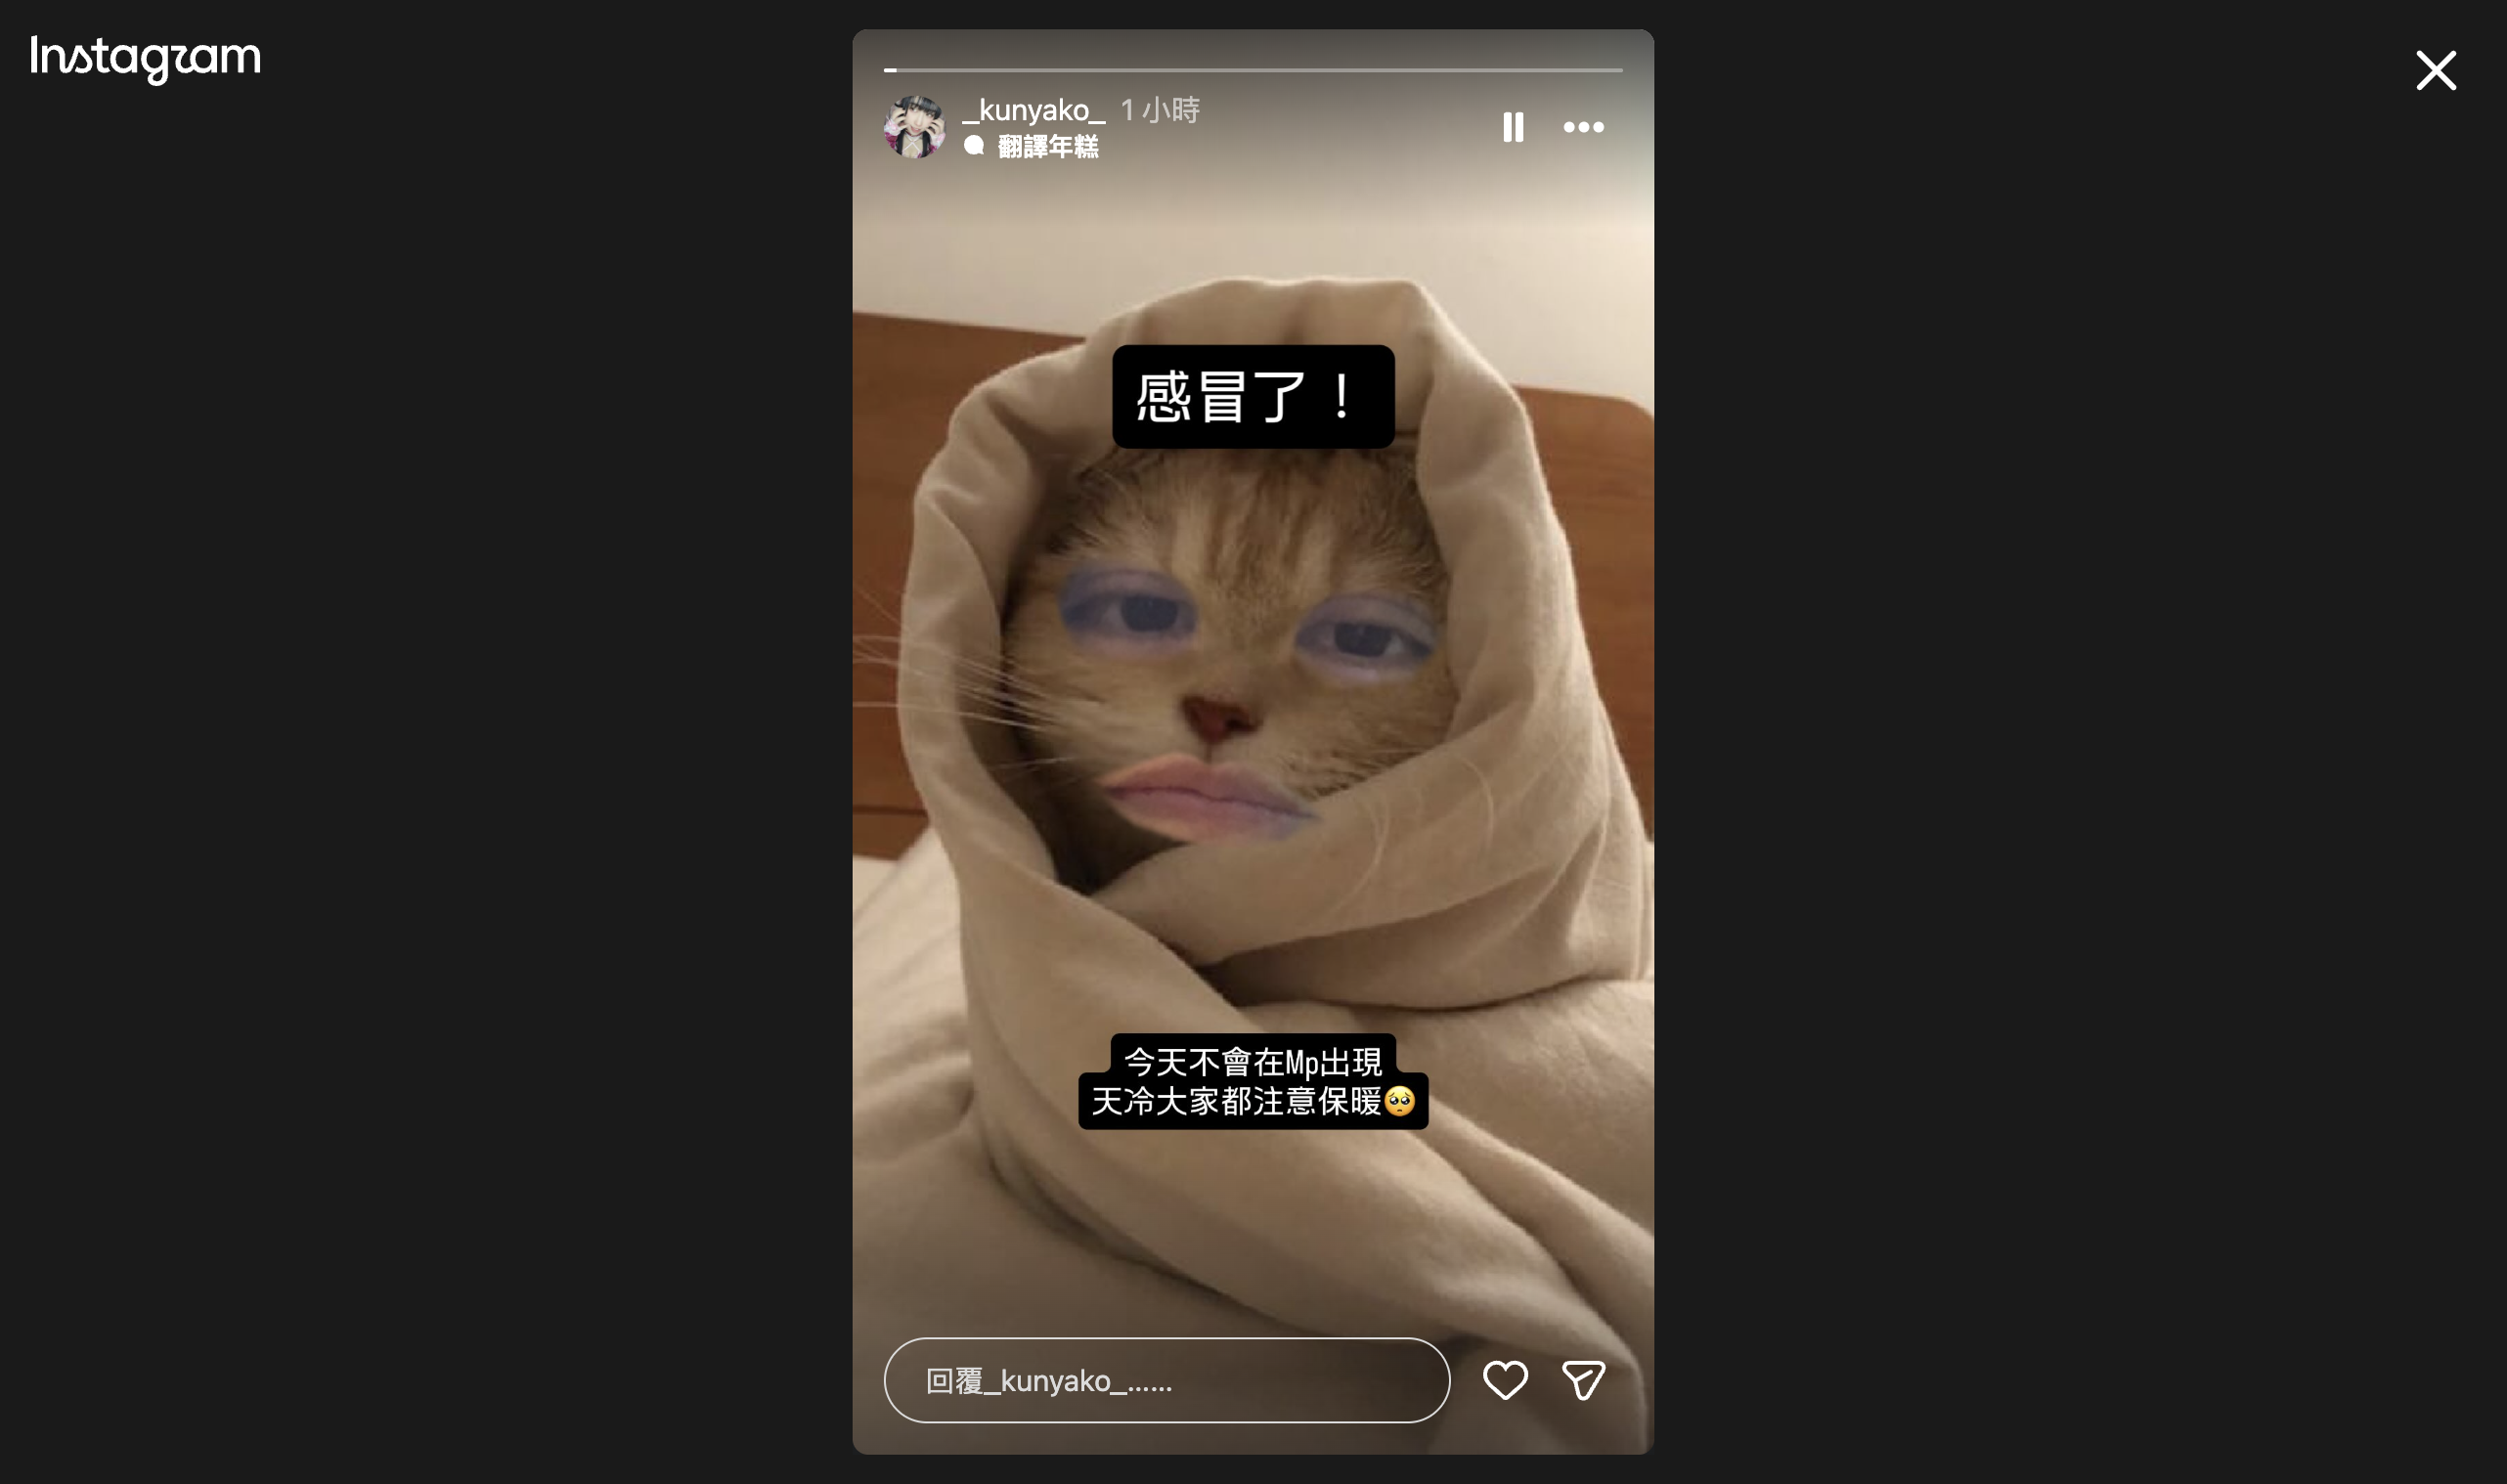 Instagram
_kunyako_ 1 小時
翻譯年糕
感冒了！
今天不會在Mp出現
天冷大家都注意保暖🥺
回覆_kunyako_......